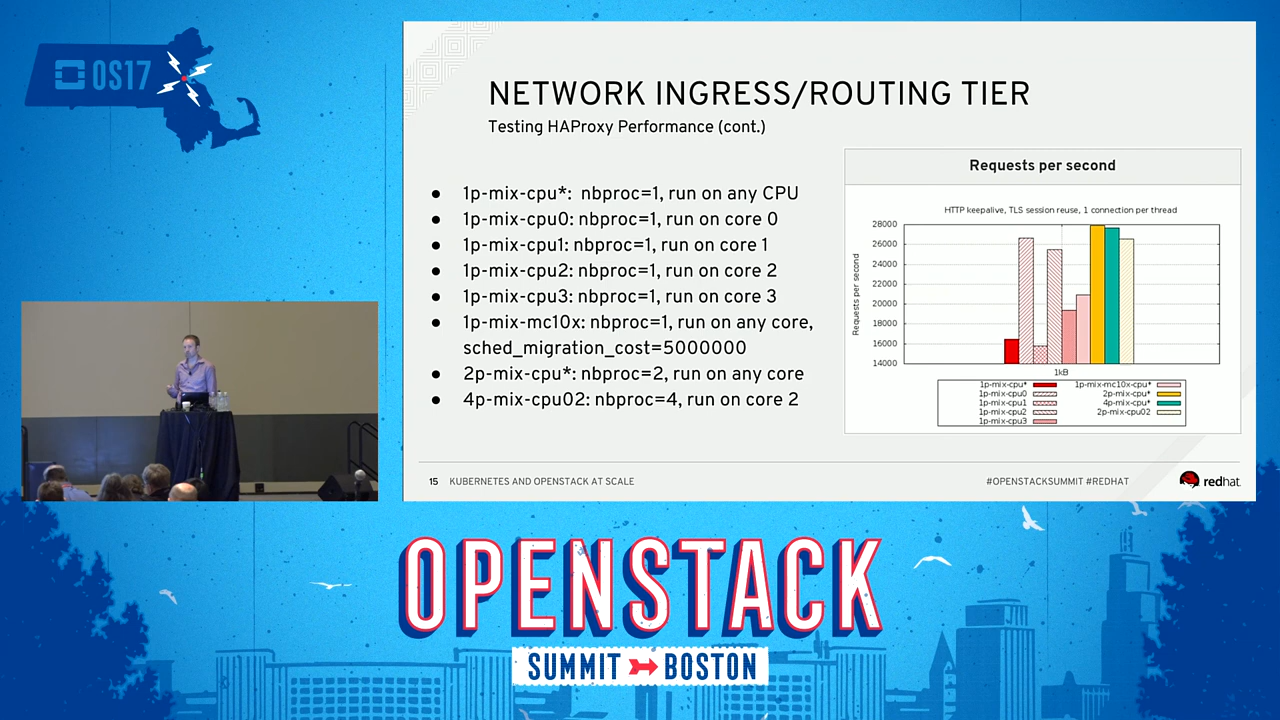 OS17
NETWORK INGRESS/ROUTING TIER
Testing HAProxy Performance (cont.)
● 1p-mix-cpu*: nbproc=1, run on any CPU
● 1p-mix-cpu0: nbproc=1, run on core 0
● 1p-mix-cpu1: nbproc=1, run on core 1
● 1p-mix-cpu2: nbproc=1, run on core 2
● 1p-mix-cpu3: nbproc=1, run on core 3
● 1p-mix-mc10x: nbproc=1, run on any core,
sched_migration_cost=5000000
● 2p-mix-cpu*: nbproc=2, run on any core
● 4p-mix-cpu02: nbproc=4, run on core 2
Requests per second
HTTP keepalive, TLS session reuse, 1 connection per thread
Requests per second
28000
26000
24000
22000
20000
18000
16000
14000
1kB
1p-mix-cpu*
1p-mix-cpu0
1p-mix-cpu1
1p-mix-cpu2
1p-mix-cpu3
1p-mix-mc10x-cpu*
2p-mix-cpu*
4p-mix-cpu*
2p-mix-cpu02
15 KUBERNETES AND OPENSTACK AT SCALE
#OPENSTACKSUMMIT #REDHAT
redhat.
OPENSTACK
SUMMIT BOSTON